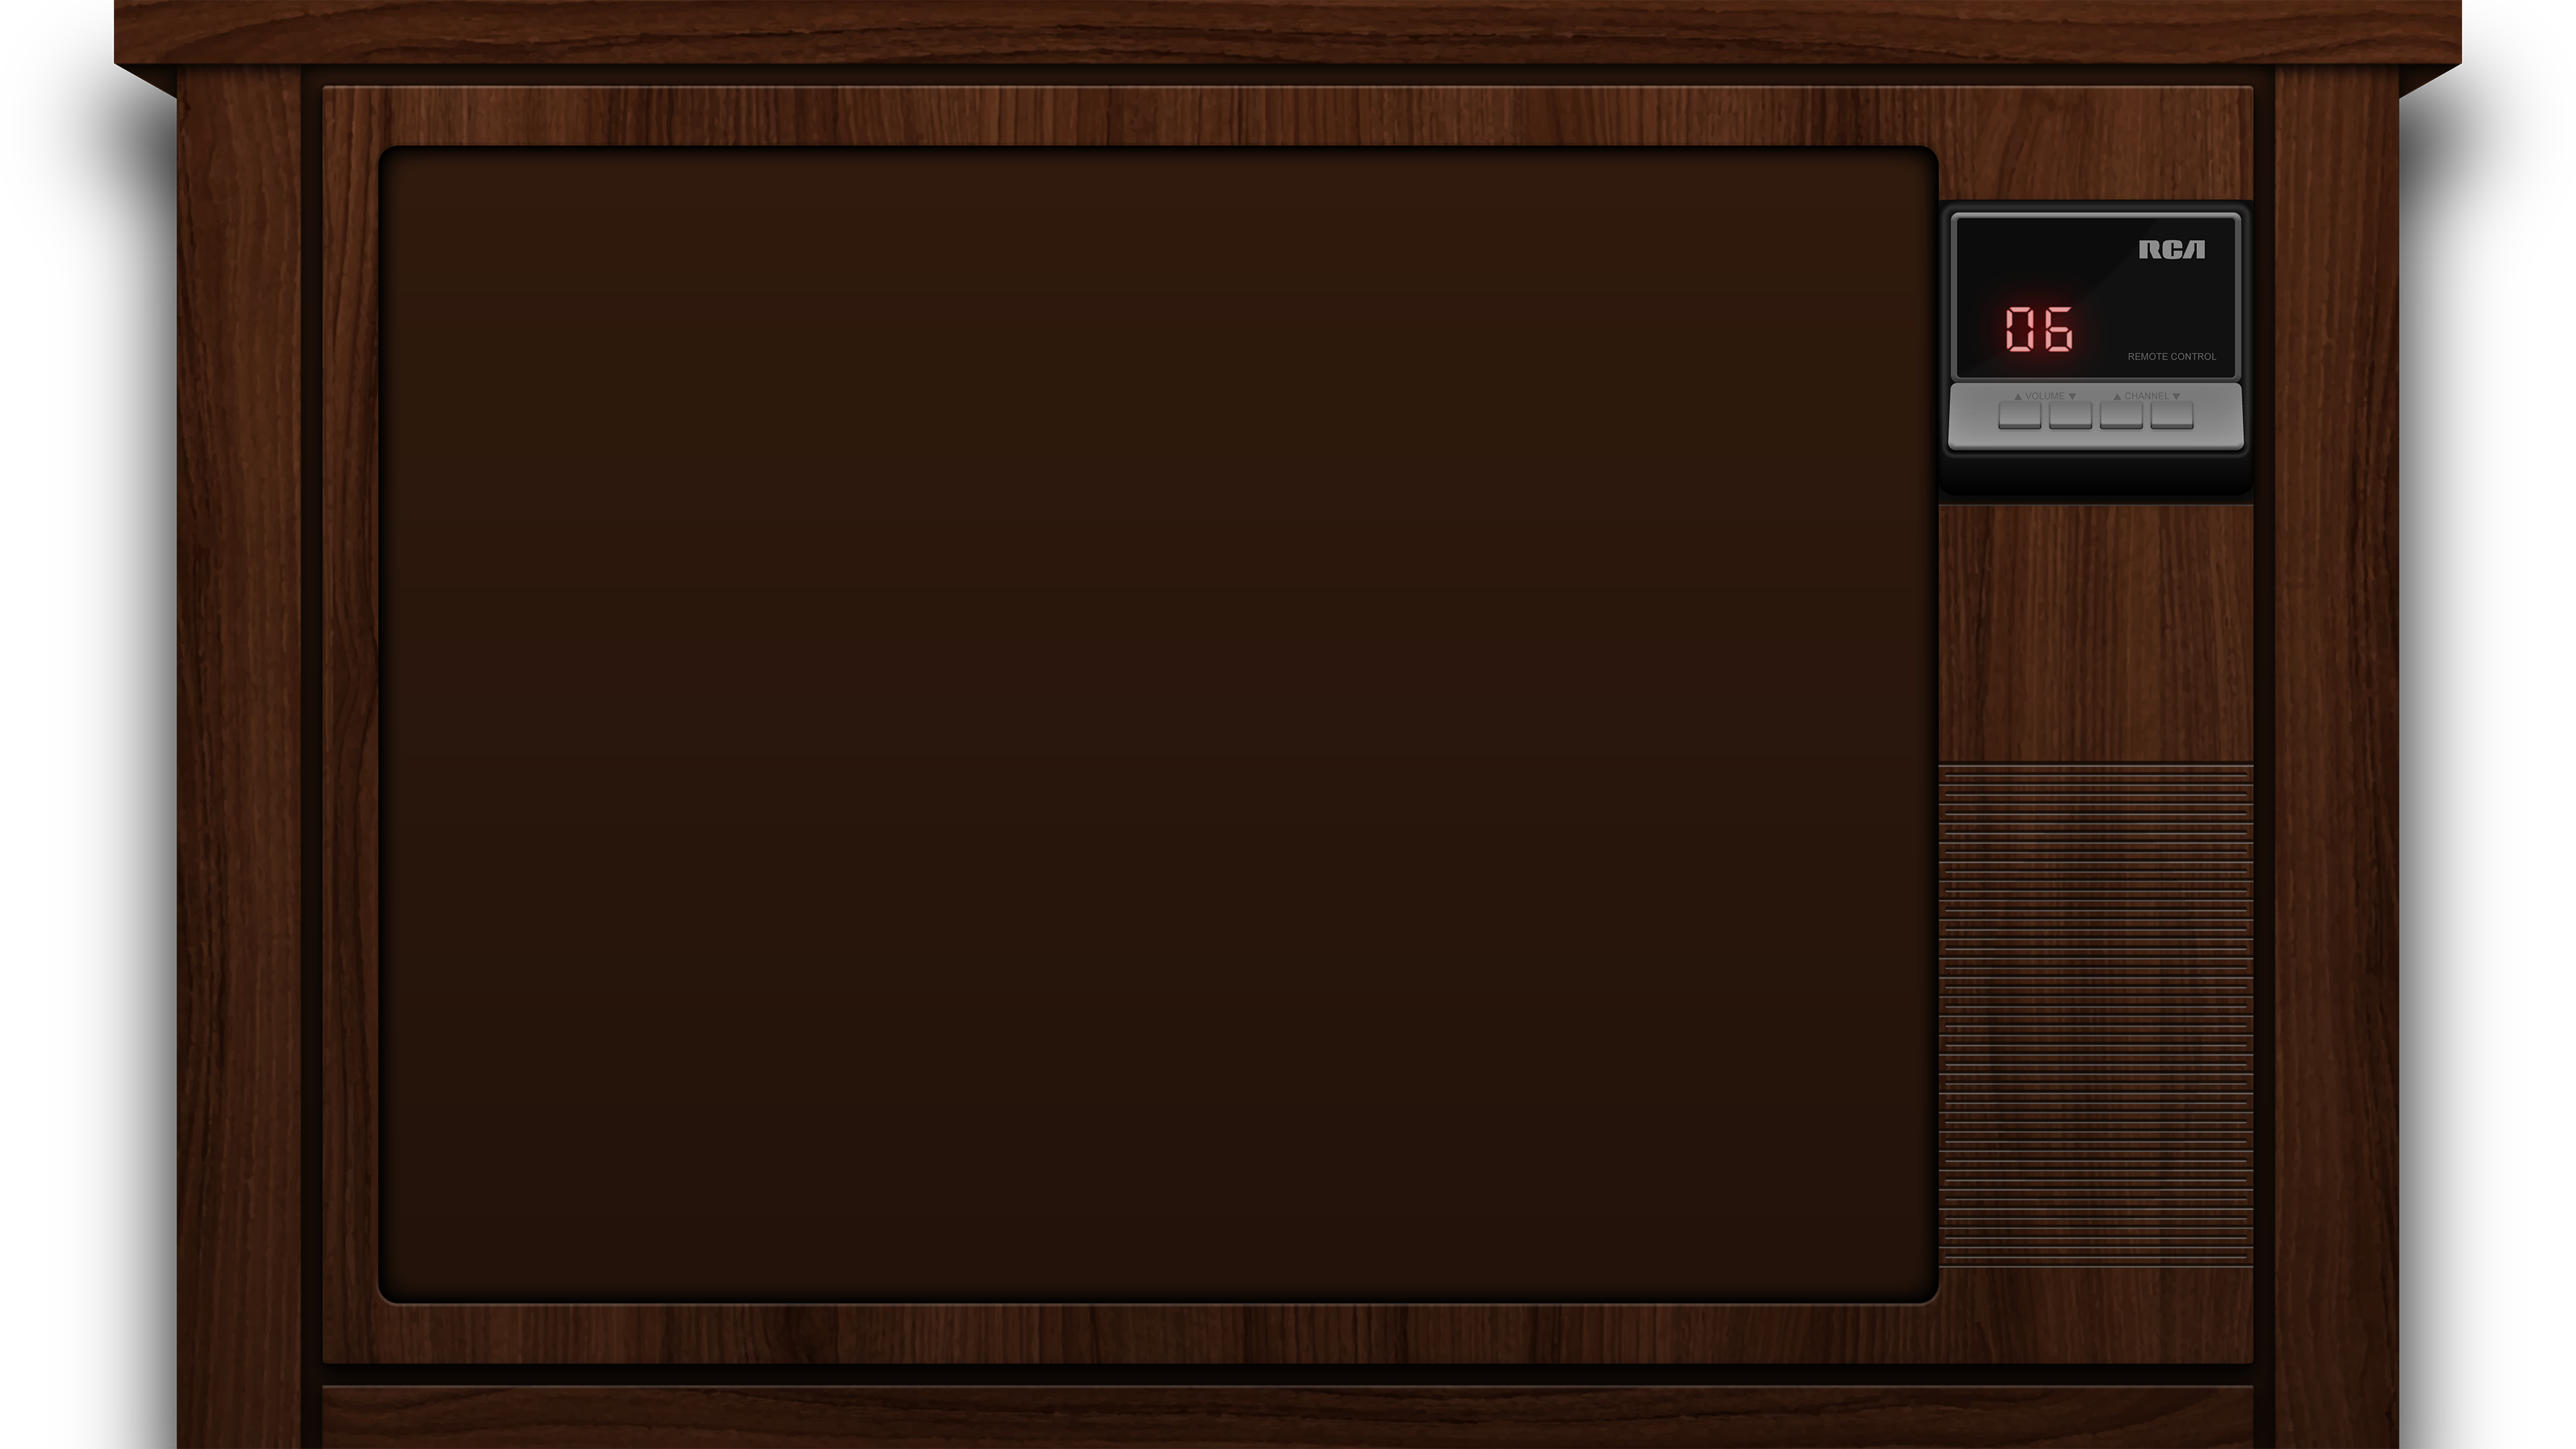 RCA
06
REMOTE CONTROL
▲ VOLUME ▼ ▲ CHANNEL ▼